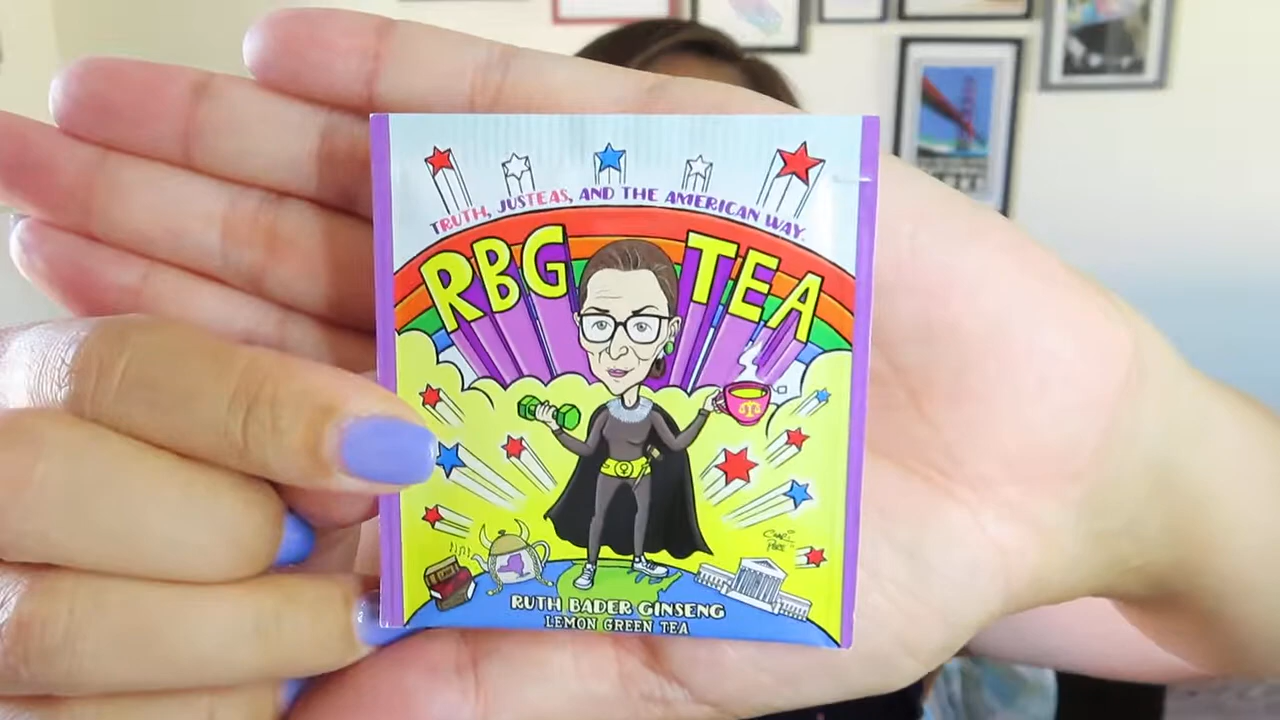 TRUTH, JUSTEAS, AND THE AMERICAN WAY.
RBG TEA
RUTH BADER GINSENG
LEMON GREEN TEA